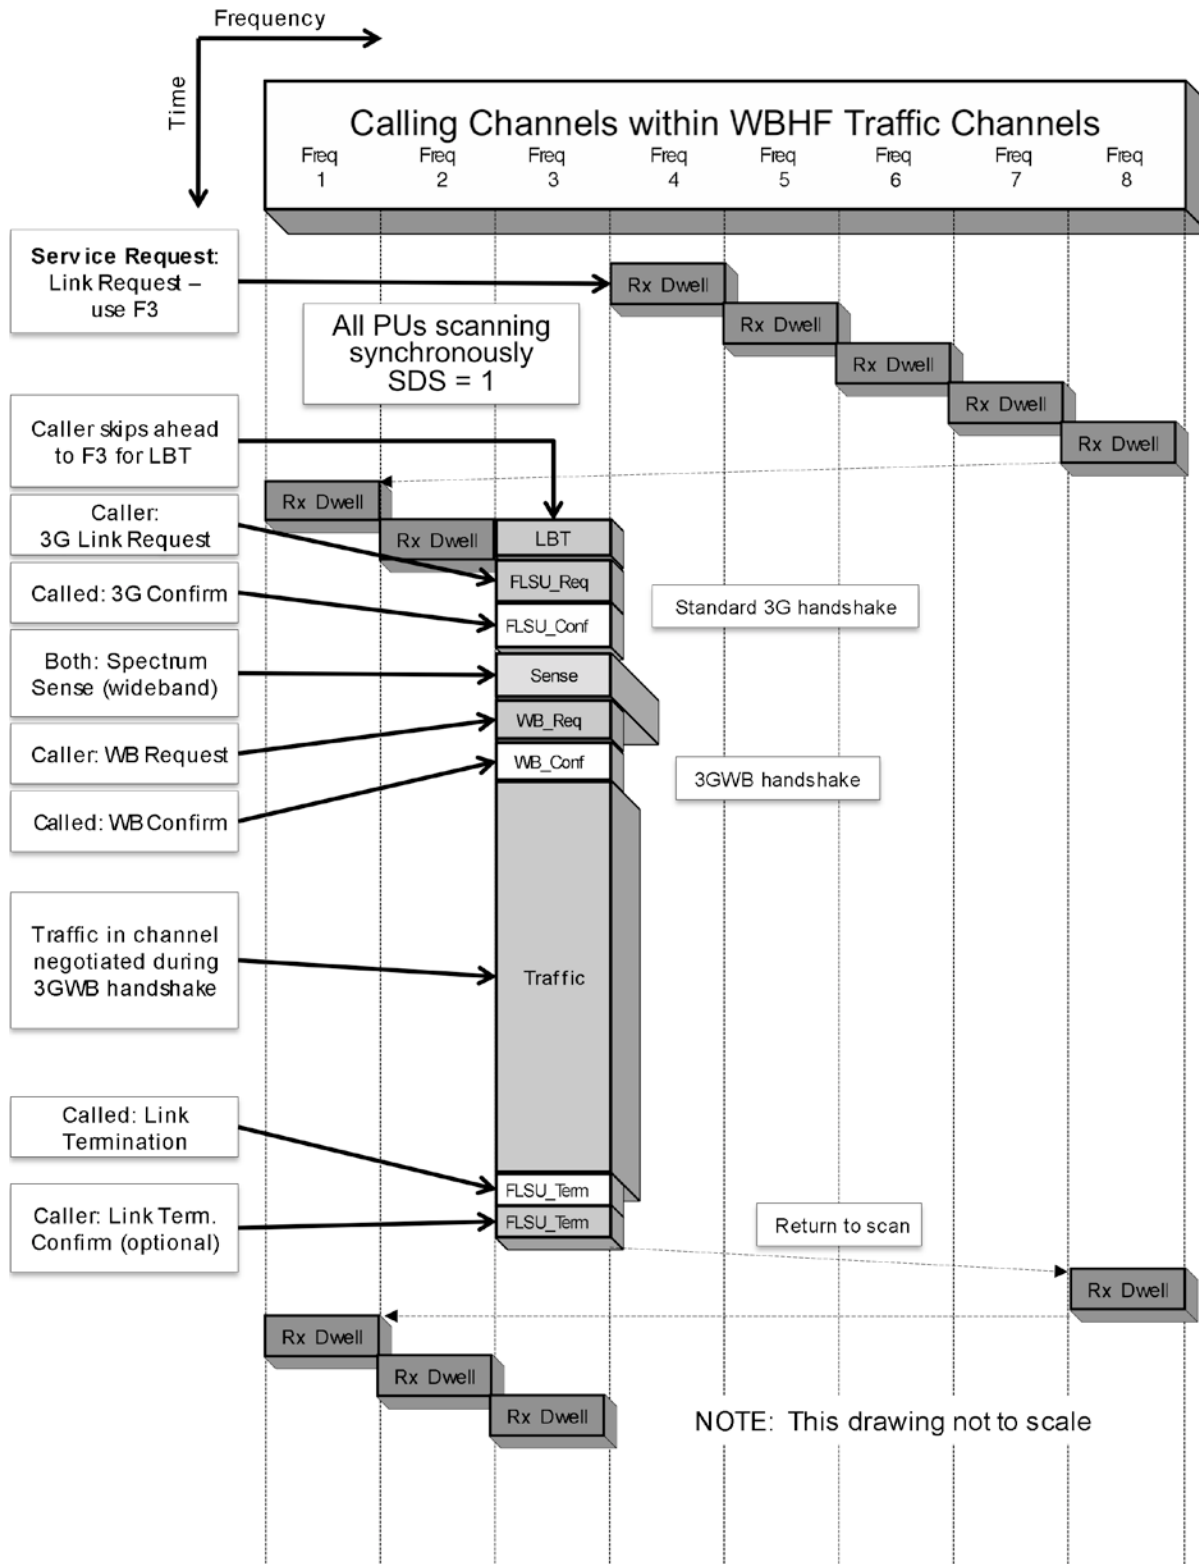 Frequency
Time
Calling Channels within WBHF Traffic Channels
Freq Freq Freq Freq Freq Freq Freq Freq
1 2 3 4 5 6 7 8
Service Request:
Link Request –
use F3
Rx Dwell
Rx Dwell
Rx Dwell
Rx Dwell
Rx Dwell
All PUs scanning
synchronously
SDS = 1
Caller skips ahead
to F3 for LBT
Rx Dwell
Rx Dwell
LBT
Caller:
3G Link Request
FLSU_Req
Called: 3G Confirm
FLSU_Conf
Standard 3G handshake
Both: Spectrum
Sense (wideband)
Sense
Caller: WB Request
WB_Req
WB_Conf
3GWB handshake
Called: WB Confirm
Traffic in channel
negotiated during
3GWB handshake
Traffic
Called: Link
Termination
FLSU_Term
Caller: Link Term.
Confirm (optional)
FLSU_Term
Return to scan
Rx Dwell
Rx Dwell
Rx Dwell
Rx Dwell
NOTE: This drawing not to scale